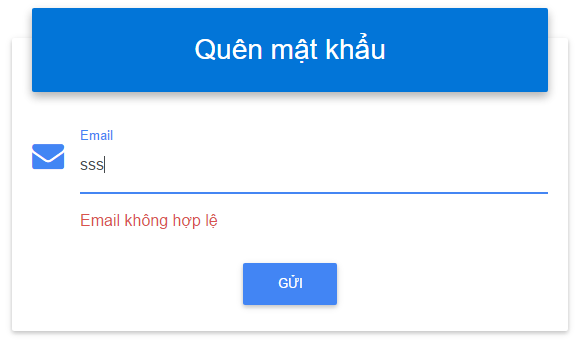 Quên mật khẩu
Email
sss
Email không hợp lệ
GỬI